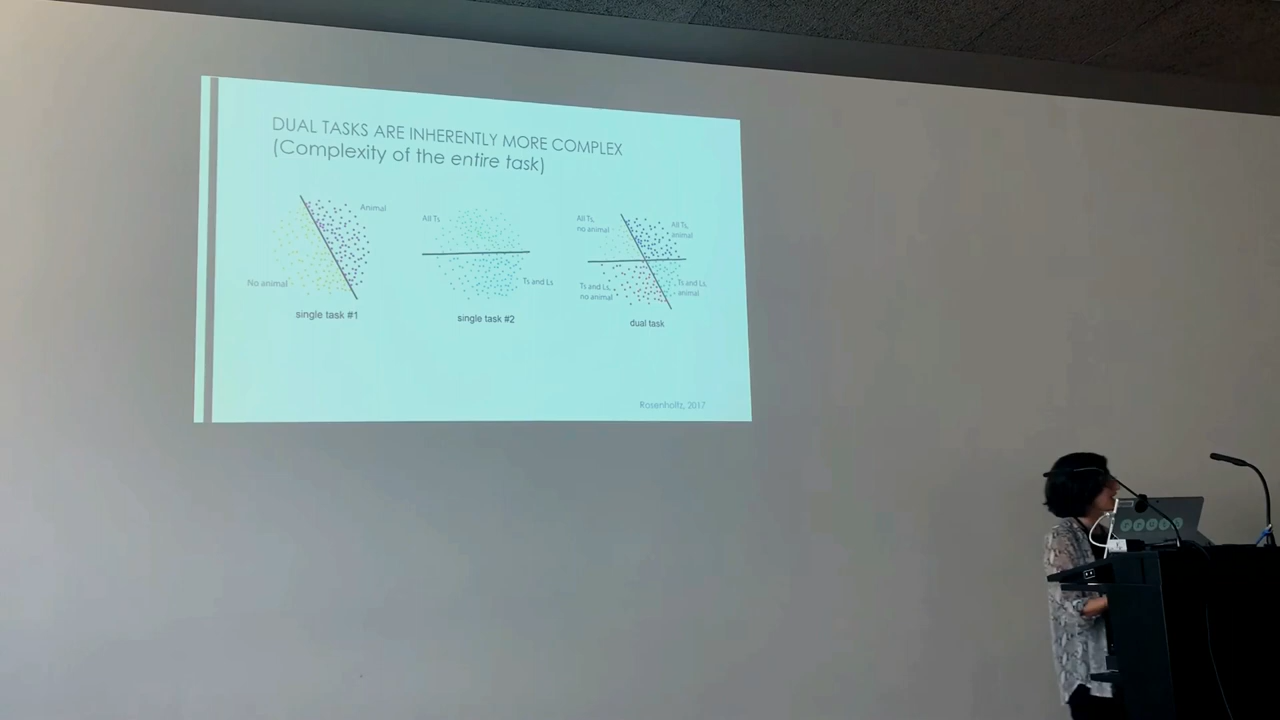 DUAL TASKS ARE INHERENTLY MORE COMPLEX
(Complexity of the entire task)
Animal
No animal
single task #1
All Ts
Ts and Ls
single task #2
All Ts,
no animal
All Ts,
animal
Ts and Ls,
no animal
Ts and Ls,
animal
dual task
Rosenholtz, 2017